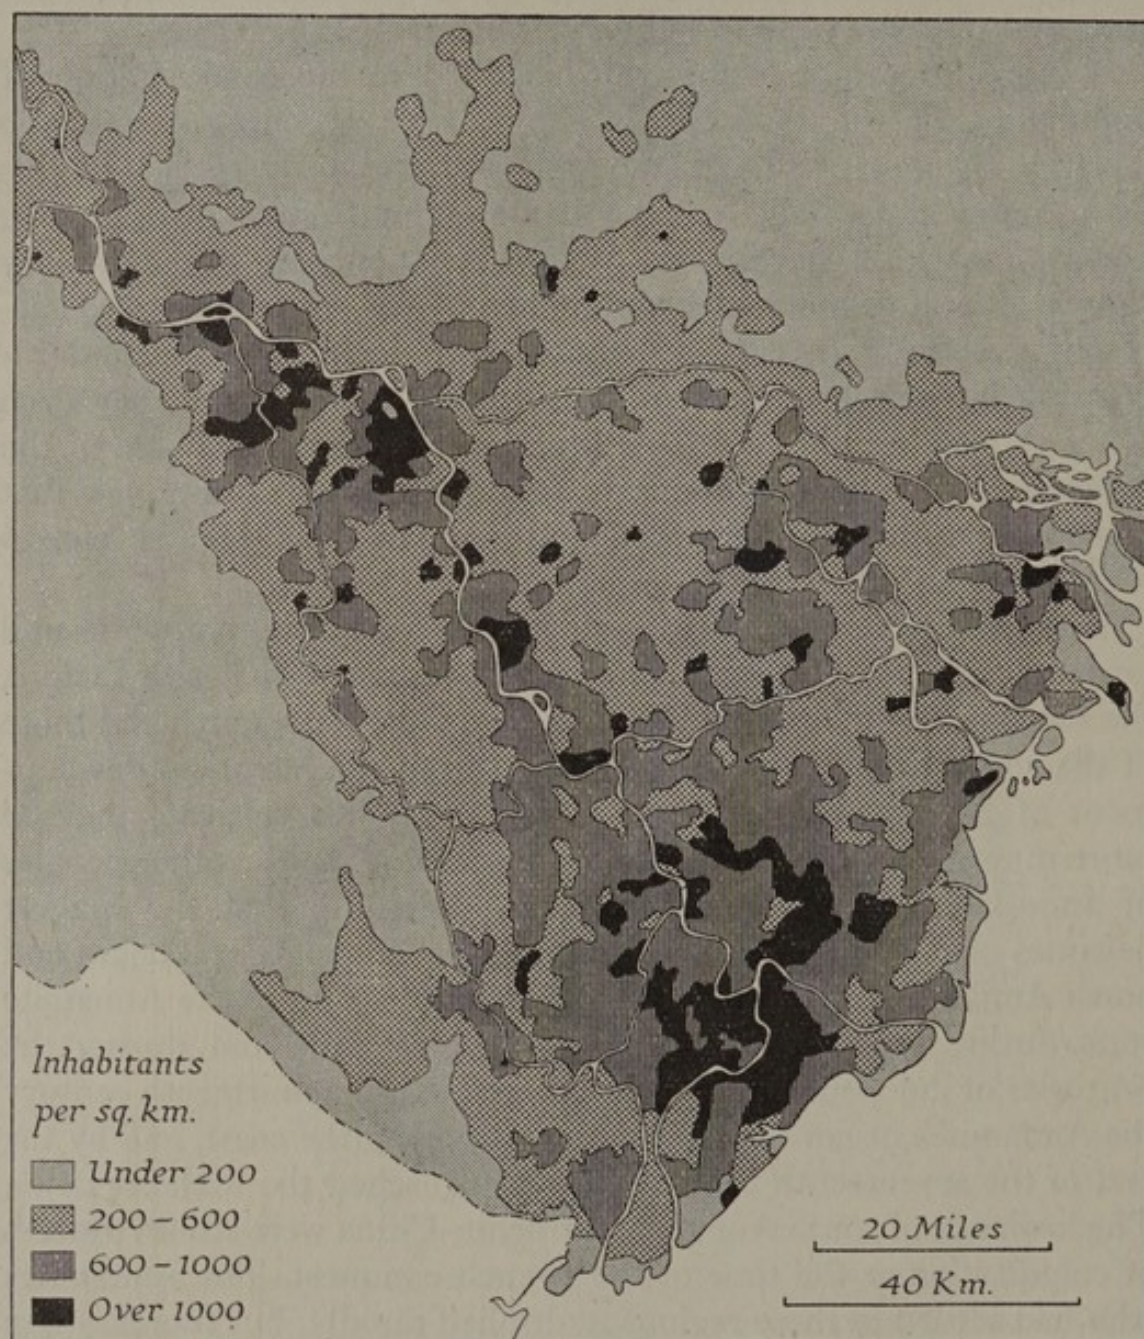 Inhabitants
per sq. km.
Under 200
200 – 600
600 – 1000
Over 1000
20 Miles
40 Km.